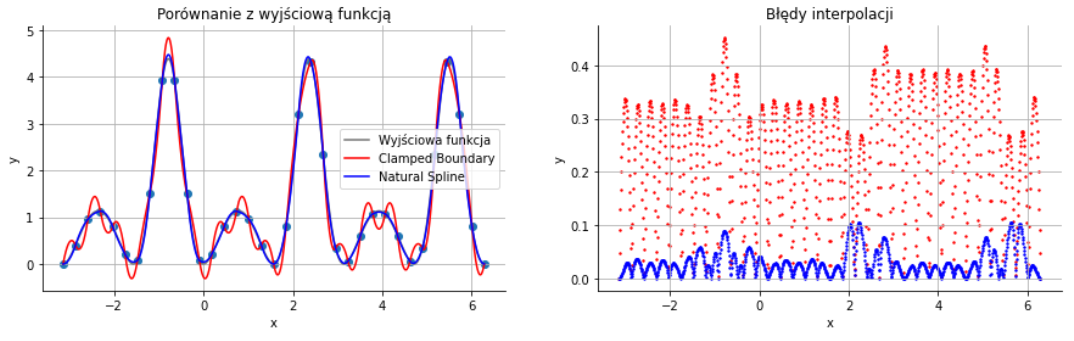 Porównanie z wyjściową funkcją
5
4
3
2
1
0
y
−2
0
2
4
6
x
Wyjściowa funkcja
Clamped Boundary
Natural Spline
Błędy interpolacji
0.4
0.3
0.2
0.1
0.0
y
−2
0
2
4
6
x